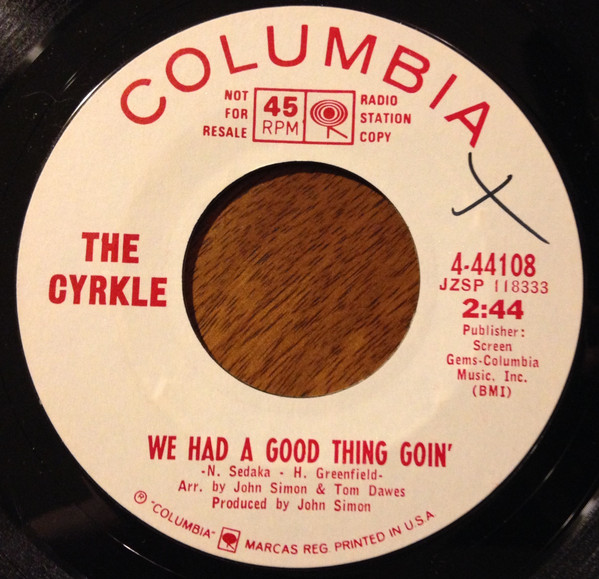 COLUMBIA
NOT
FOR
RESALE
45
RPM
RADIO
STATION
COPY
X
THE
CYRKLE
4-44108
JZSP 118333
2:44
Publisher:
Screen
Gems-Columbia
Music, Inc.
(BMI)
WE HAD A GOOD THING GOIN'
-N. Sedaka - H. Greenfield-
Arr. by John Simon & Tom Dawes
Produced by John Simon
® "COLUMBIA" MARCAS REG. PRINTED IN U.S.A.